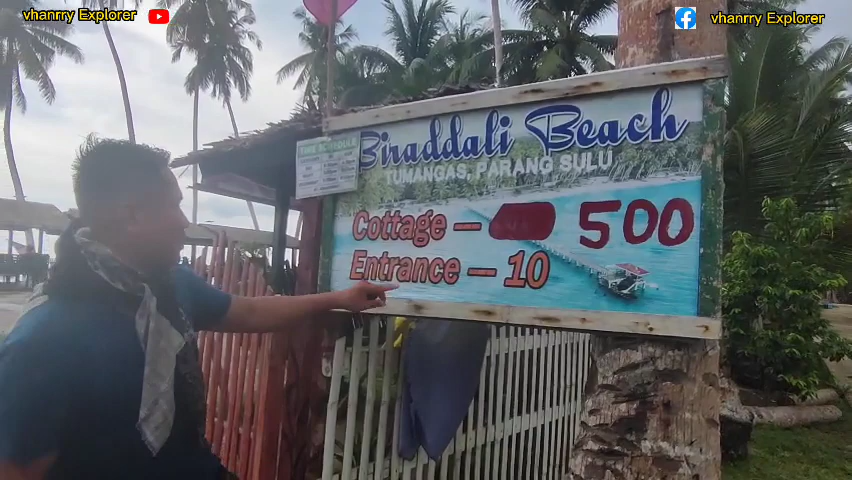 vhanrry Explorer
vhanrry Explorer
Biraddali Beach
TUMANGAS, PARANG SULU
Cottage — 500
Entrance — 10